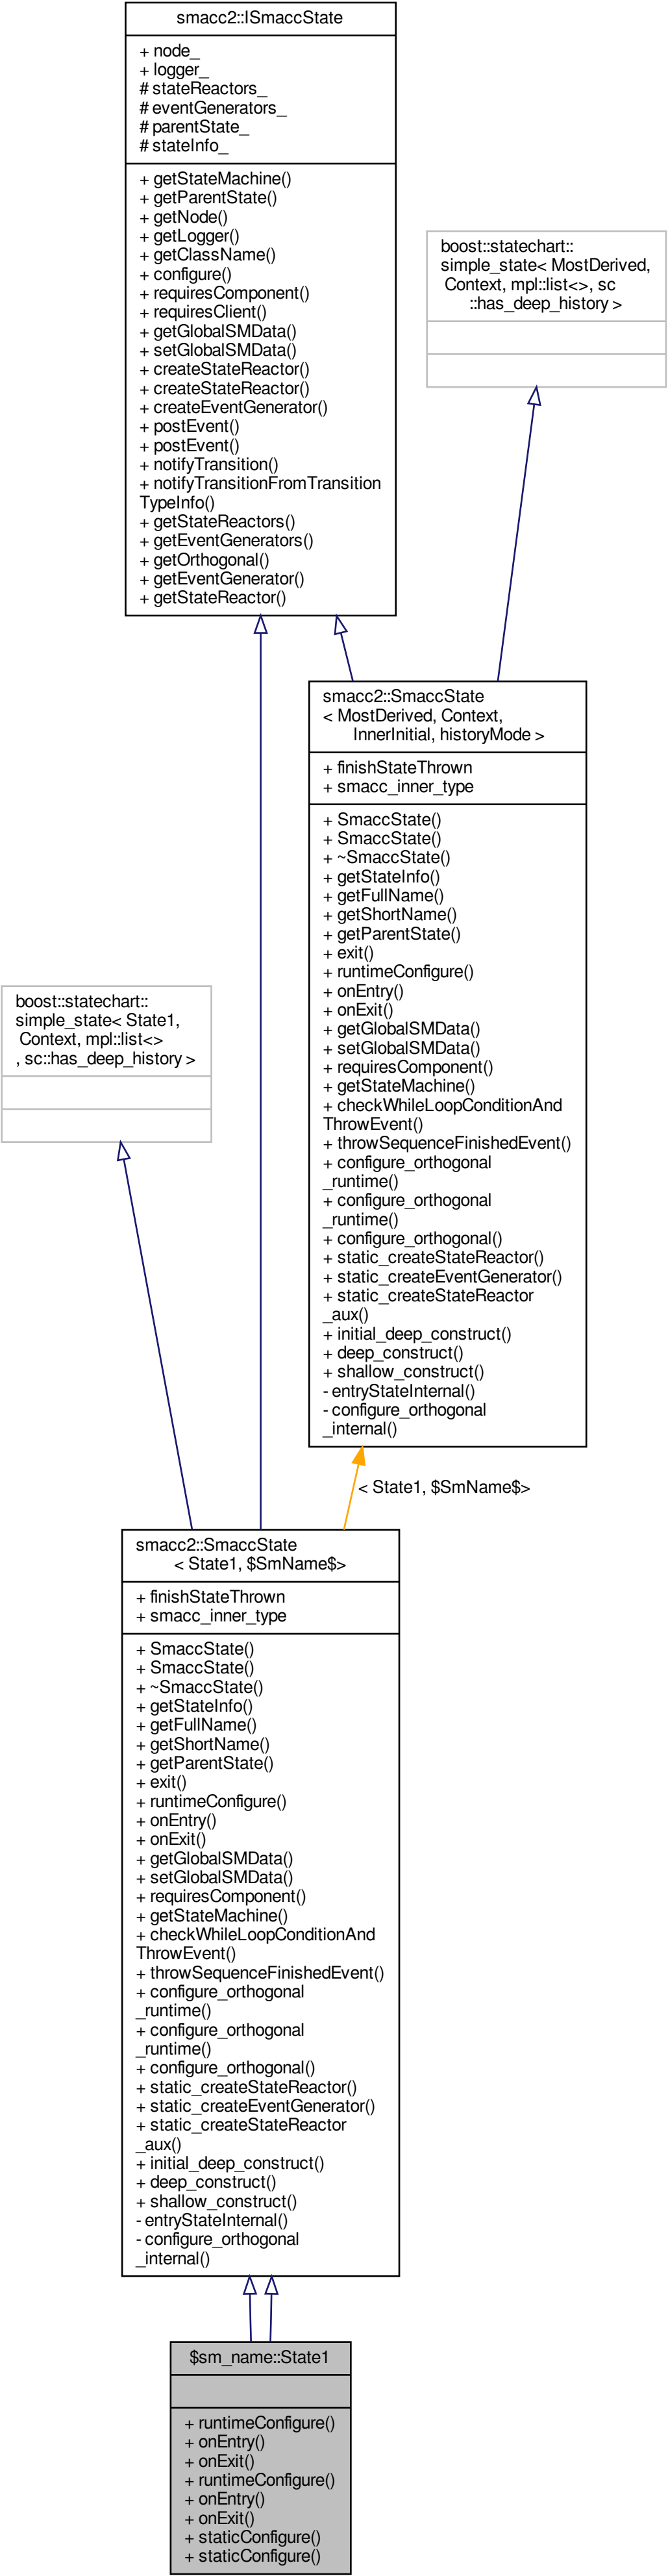 smacc2::ISmaccState
+ node_
+ logger_
# stateReactors_
# eventGenerators_
# parentState_
# stateInfo_
+ getStateMachine()
+ getParentState()
+ getNode()
+ getLogger()
+ getClassName()
+ configure()
+ requiresComponent()
+ requiresClient()
+ getGlobalSMData()
+ setGlobalSMData()
+ createStateReactor()
+ createStateReactor()
+ createEventGenerator()
+ postEvent()
+ postEvent()
+ notifyTransition()
+ notifyTransitionFromTransition
TypeInfo()
+ getStateReactors()
+ getEventGenerators()
+ getOrthogonal()
+ getEventGenerator()
+ getStateReactor()
boost::statechart::
simple_state< MostDerived,
Context, mpl::list<>, sc
::has_deep_history >
smacc2::SmaccState
< MostDerived, Context,
InnerInitial, historyMode >
+ finishStateThrown
+ smacc_inner_type
+ SmaccState()
+ SmaccState()
+ ~SmaccState()
+ getStateInfo()
+ getFullName()
+ getShortName()
+ getParentState()
+ exit()
+ runtimeConfigure()
+ onEntry()
+ onExit()
+ getGlobalSMData()
+ setGlobalSMData()
+ requiresComponent()
+ getStateMachine()
+ checkWhileLoopConditionAnd
ThrowEvent()
+ throwSequenceFinishedEvent()
+ configure_orthogonal
_runtime()
+ configure_orthogonal
_runtime()
+ configure_orthogonal()
+ static_createStateReactor()
+ static_createEventGenerator()
+ static_createStateReactor
_aux()
+ initial_deep_construct()
+ deep_construct()
+ shallow_construct()
- entryStateInternal()
- configure_orthogonal
_internal()
boost::statechart::
simple_state< State1,
Context, mpl::list<>
, sc::has_deep_history >
< State1, $SmName$>
smacc2::SmaccState
< State1, $SmName$>
+ finishStateThrown
+ smacc_inner_type
+ SmaccState()
+ SmaccState()
+ ~SmaccState()
+ getStateInfo()
+ getFullName()
+ getShortName()
+ getParentState()
+ exit()
+ runtimeConfigure()
+ onEntry()
+ onExit()
+ getGlobalSMData()
+ setGlobalSMData()
+ requiresComponent()
+ getStateMachine()
+ checkWhileLoopConditionAnd
ThrowEvent()
+ throwSequenceFinishedEvent()
+ configure_orthogonal
_runtime()
+ configure_orthogonal
_runtime()
+ configure_orthogonal()
+ static_createStateReactor()
+ static_createEventGenerator()
+ static_createStateReactor
_aux()
+ initial_deep_construct()
+ deep_construct()
+ shallow_construct()
- entryStateInternal()
- configure_orthogonal
_internal()
$sm_name::State1
+ runtimeConfigure()
+ onEntry()
+ onExit()
+ runtimeConfigure()
+ onEntry()
+ onExit()
+ staticConfigure()
+ staticConfigure()